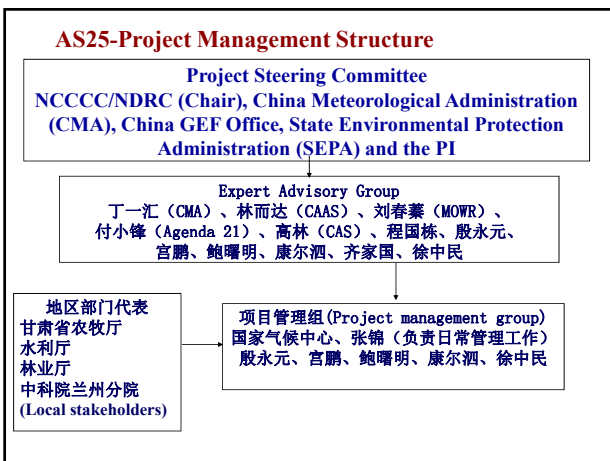 AS25-Project Management Structure
Project Steering Committee
NCCCC/NDRC (Chair), China Meteorological Administration
(CMA), China GEF Office, State Environmental Protection
Administration (SEPA) and the PI
Expert Advisory Group
丁一汇（CMA）、林而达（CAAS）、刘春蓁（MOWR）、
付小锋（Agenda 21）、高林（CAS）、程国栋、殷永元、
宫鹏、鲍曙明、康尔泗、齐家国、徐中民
地区部门代表
甘肃省农牧厅
水利厅
林业厅
中科院兰州分院
(Local stakeholders)
项目管理组(Project management group)
国家气候中心、张锦（负责日常管理工作）
殷永元、宫鹏、鲍曙明、康尔泗、徐中民